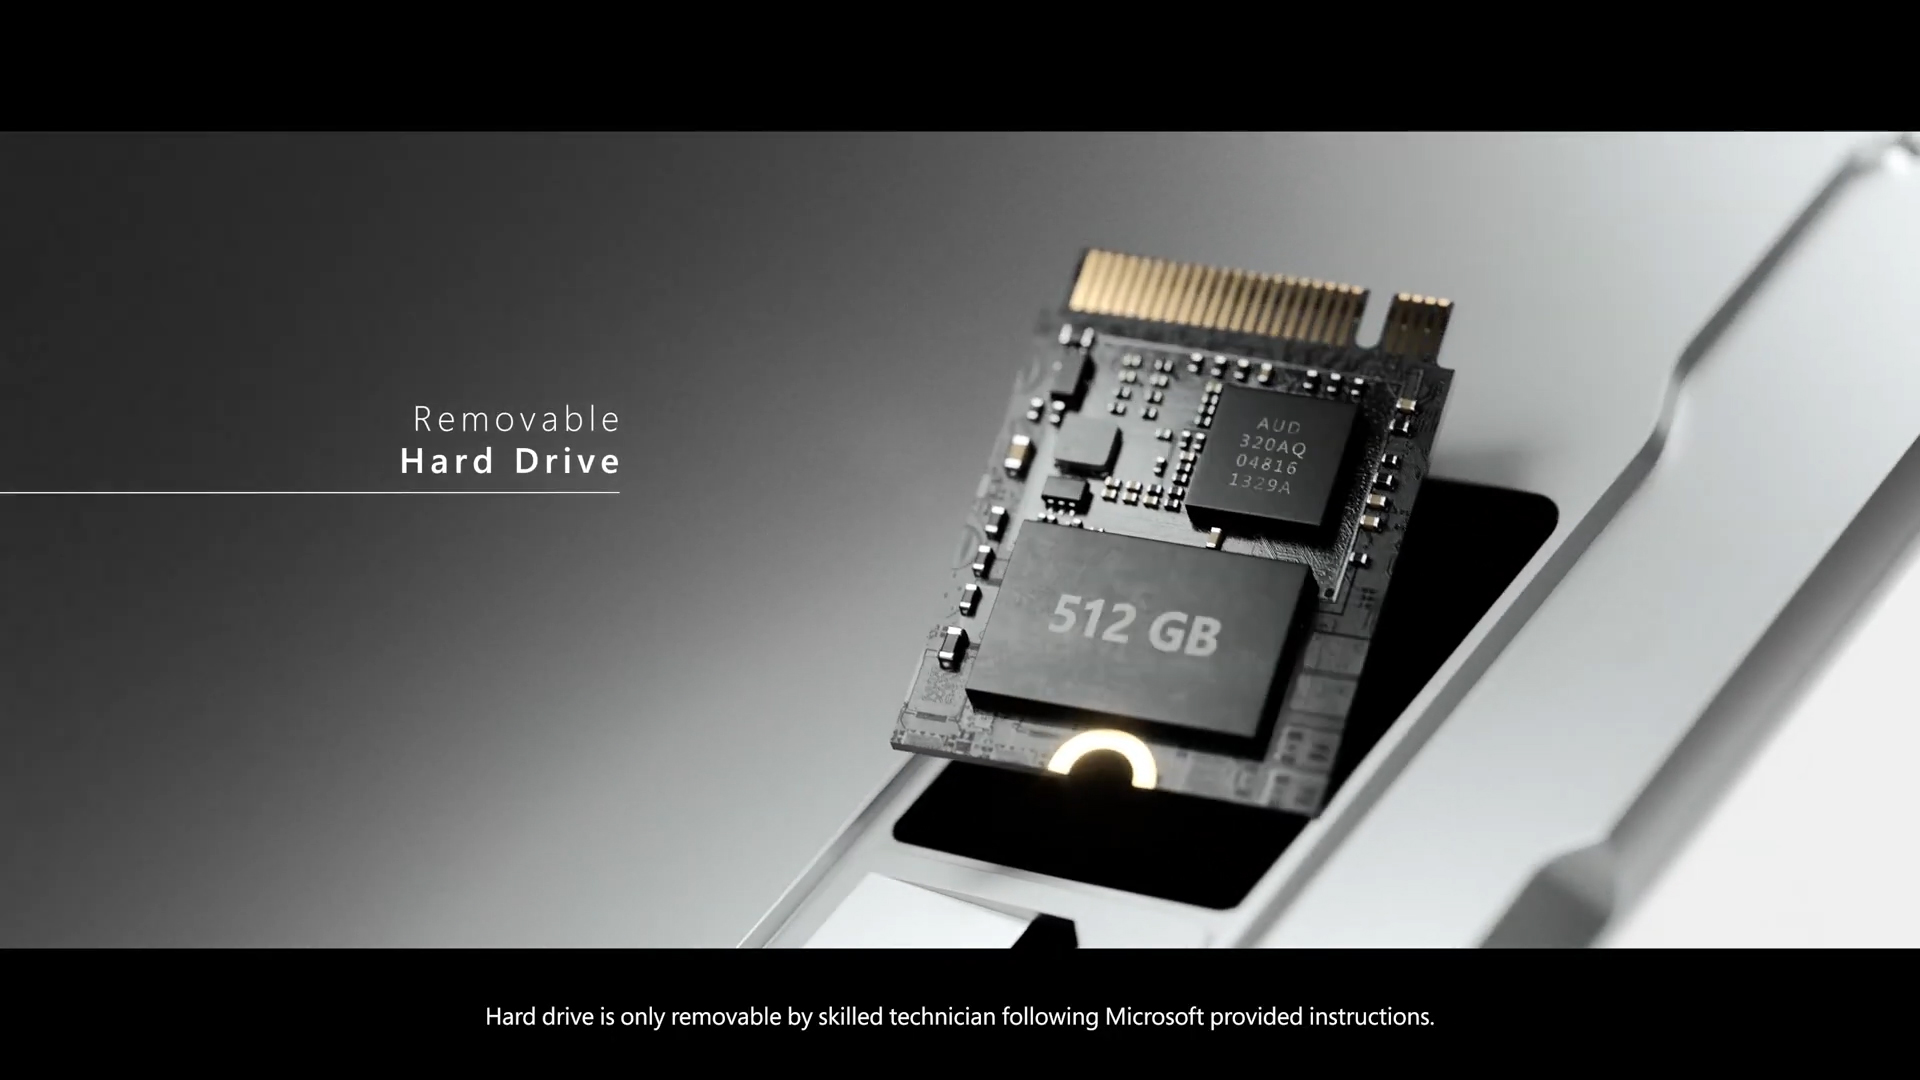 Removable
Hard Drive
AUD
320AQ
04816
1329A
512 GB
Hard drive is only removable by skilled technician following Microsoft provided instructions.